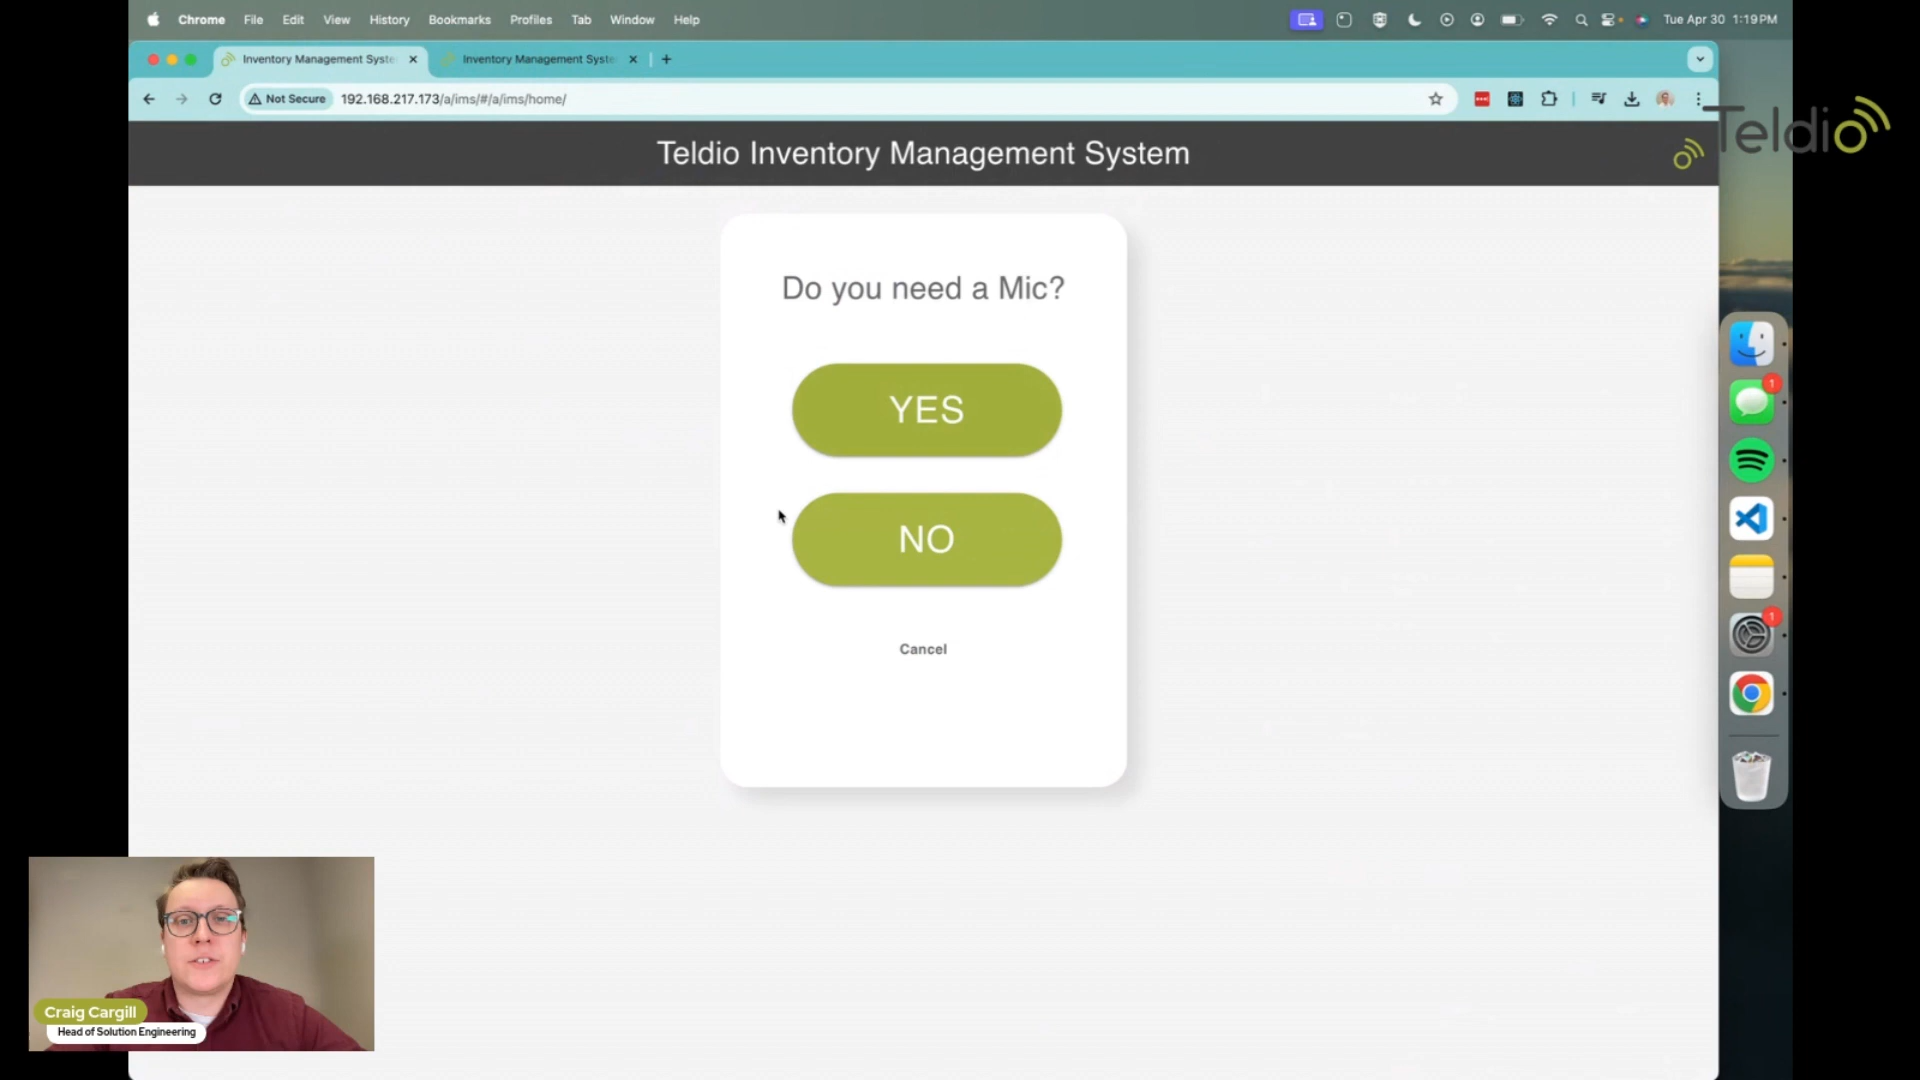 Chrome File Edit View History Bookmarks Profiles Tab Window Help Tue Apr 30 1:19 PM
Inventory Management Syste Inventory Management Syste
Not Secure 192.168.217.173/a/ims/#/a/ims/home/
Teldio Inventory Management System
Teldio
Do you need a Mic?
YES
NO
Cancel
1
1
Craig Cargill
Head of Solution Engineering